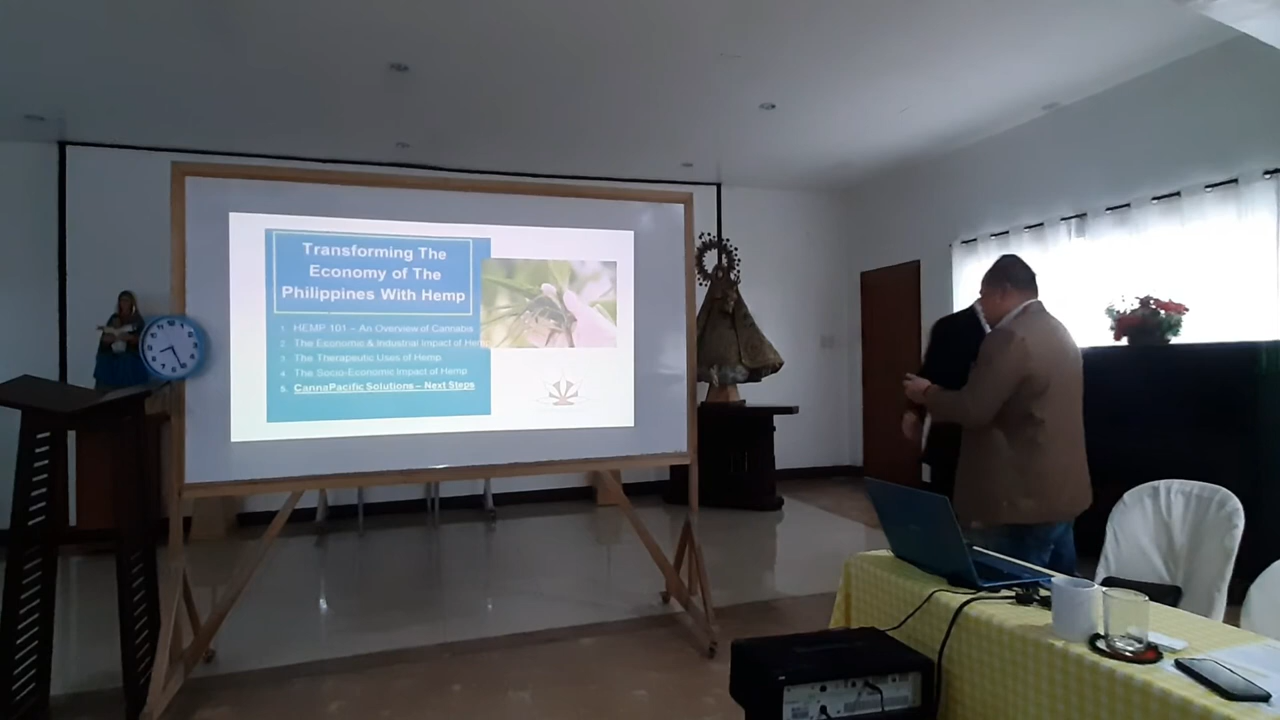 Transforming The
Economy of The
Philippines With Hemp
1. HEMP 101 – An Overview of Cannabis
2. The Economic & Industrial Impact of Hemp
3. The Therapeutic Uses of Hemp
4. The Socio-Economic Impact of Hemp
5. CannaPacific Solutions – Next Steps